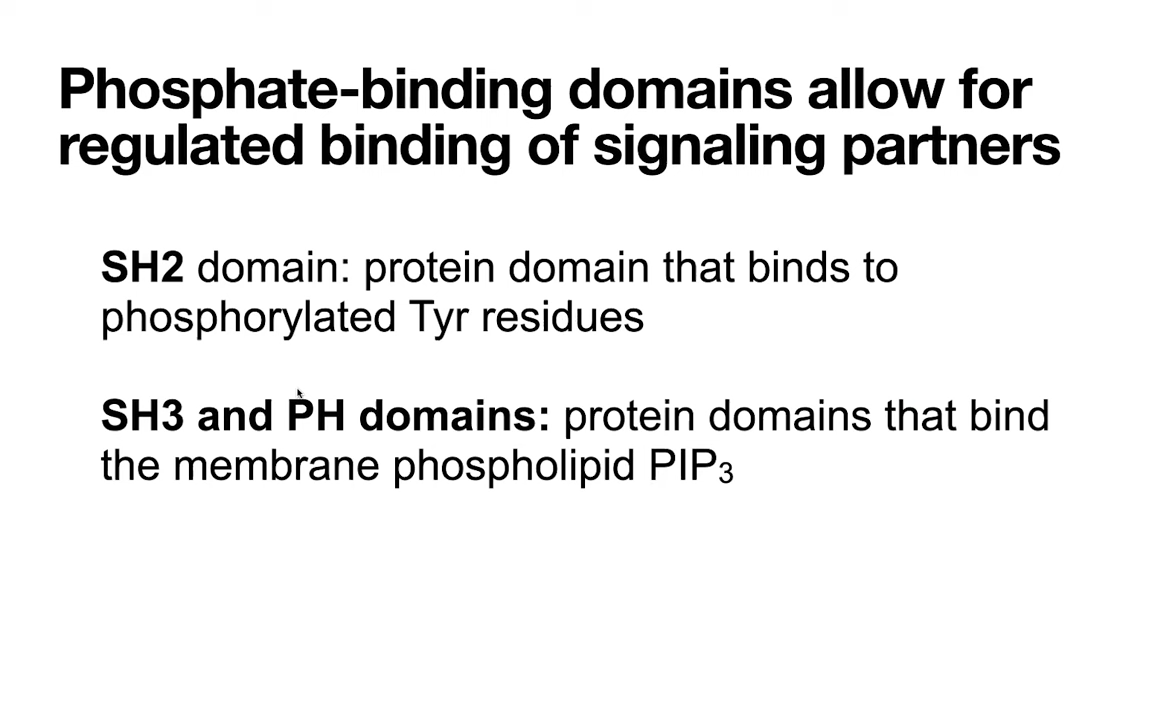 Phosphate-binding domains allow for
regulated binding of signaling partners
SH2 domain: protein domain that binds to
phosphorylated Tyr residues
SH3 and PH domains: protein domains that bind
the membrane phospholipid PIP₃